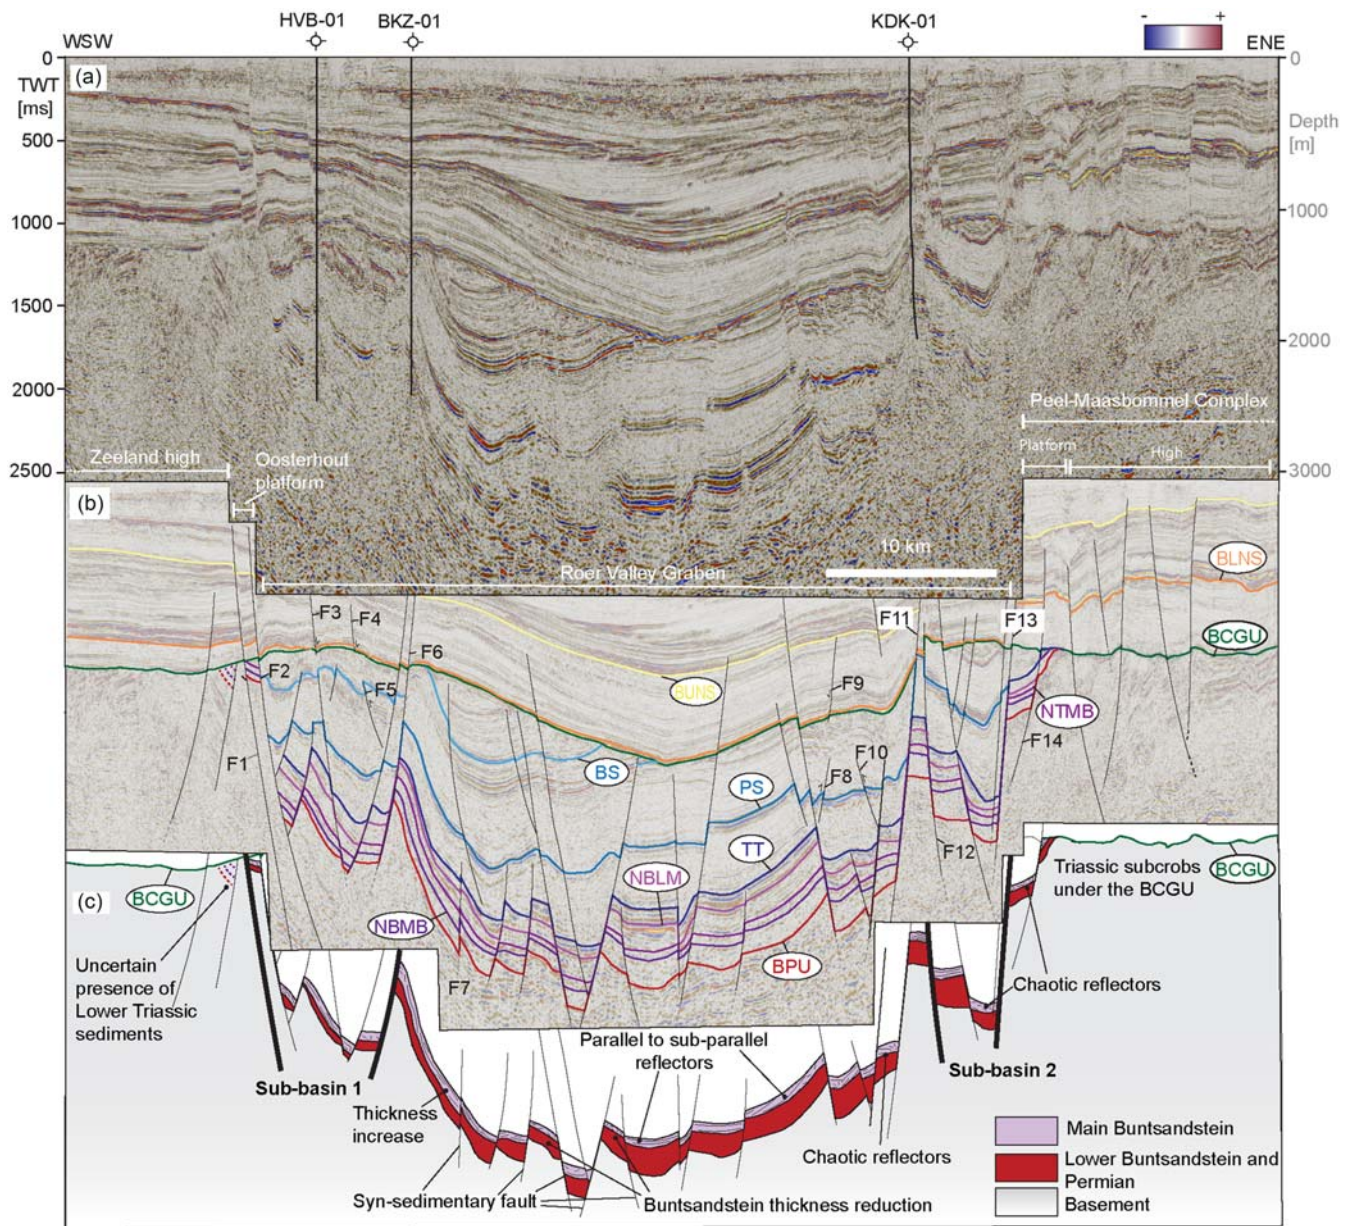 HVB-01
BKZ-01
KDK-01
- +
WSW
ENE
0
TWT
[ms]
(a)
0
500
Depth
[m]
1000
1000
1500
2000
2000
2500
3000
Peel-Maasbommel Complex
Platform
High
Zeeland high
Oosterhout
platform
(b)
10 km
Roer Valley Graben
BLNS
F3
F4
F11
F13
BCGU
F6
F2
F5
BUNS
F9
NTMB
F1
BS
F10
F14
PS
F8
TT
F12
NBLM
BCGU
Triassic subcrobs
under the BCGU
BCGU
(c)
NBMB
BPU
Uncertain
presence of
Lower Triassic
sediments
F7
Chaotic reflectors
Parallel to sub-parallel
reflectors
Sub-basin 1
Sub-basin 2
Thickness
increase
Main Buntsandstein
Chaotic reflectors
Lower Buntsandstein and
Permian
Syn-sedimentary fault
Buntsandstein thickness reduction
Basement